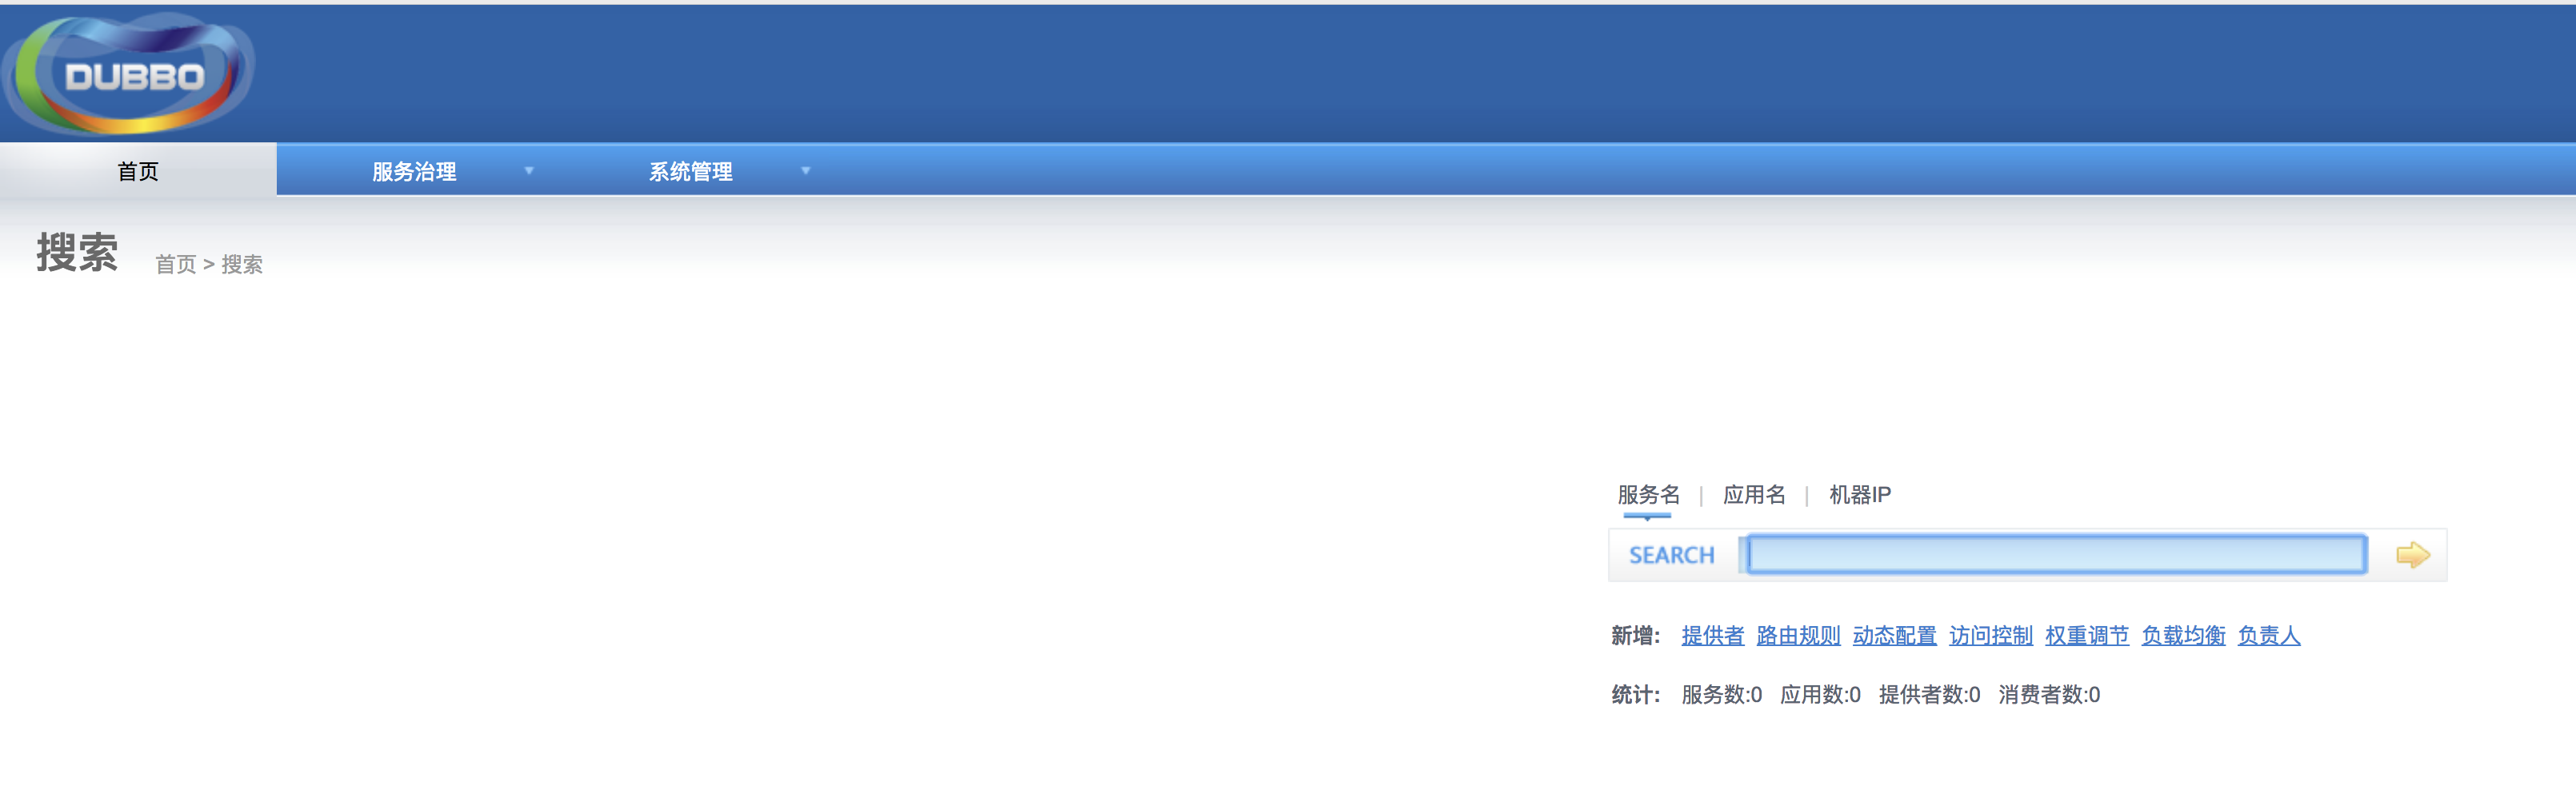 DUBBO
首页 服务治理 系统管理
搜索 首页 > 搜索
服务名 | 应用名 | 机器IP
SEARCH
新增: 提供者 路由规则 动态配置 访问控制 权重调节 负载均衡 负责人
统计: 服务数:0 应用数:0 提供者数:0 消费者数:0